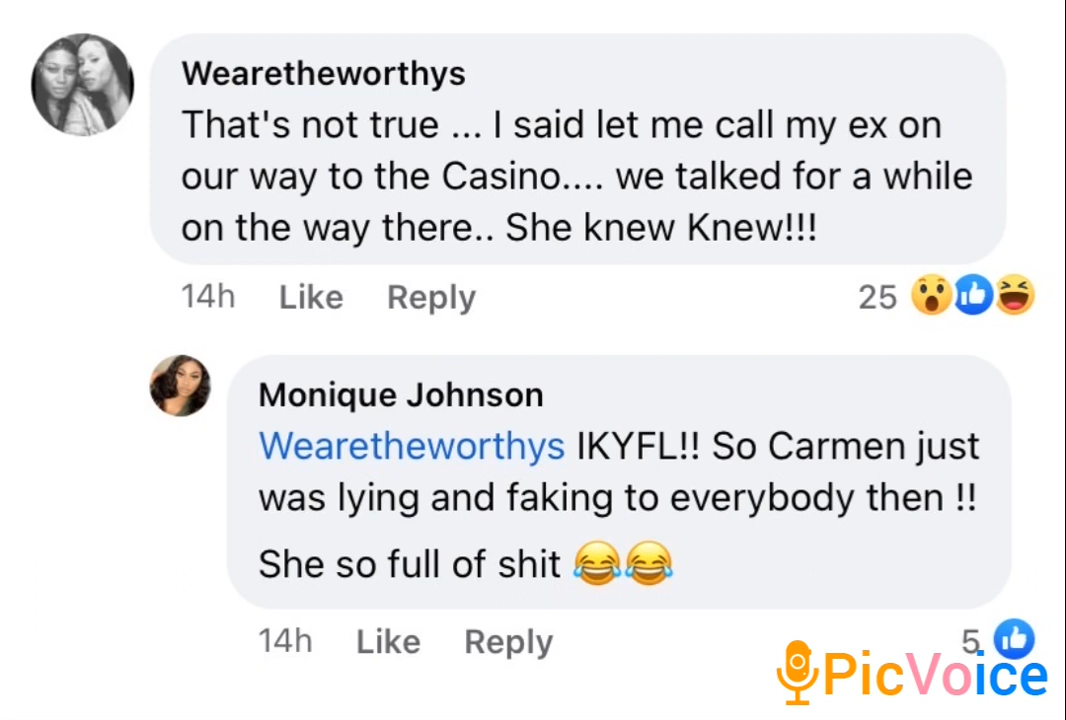 Wearetheworthys
That's not true ... I said let me call my ex on
our way to the Casino.... we talked for a while
on the way there.. She knew Knew!!!
14h Like Reply 25
Monique Johnson
Wearetheworthys IKYFL!! So Carmen just
was lying and faking to everybody then !!
She so full of shit 😂😂
14h Like Reply 5
PicVoice